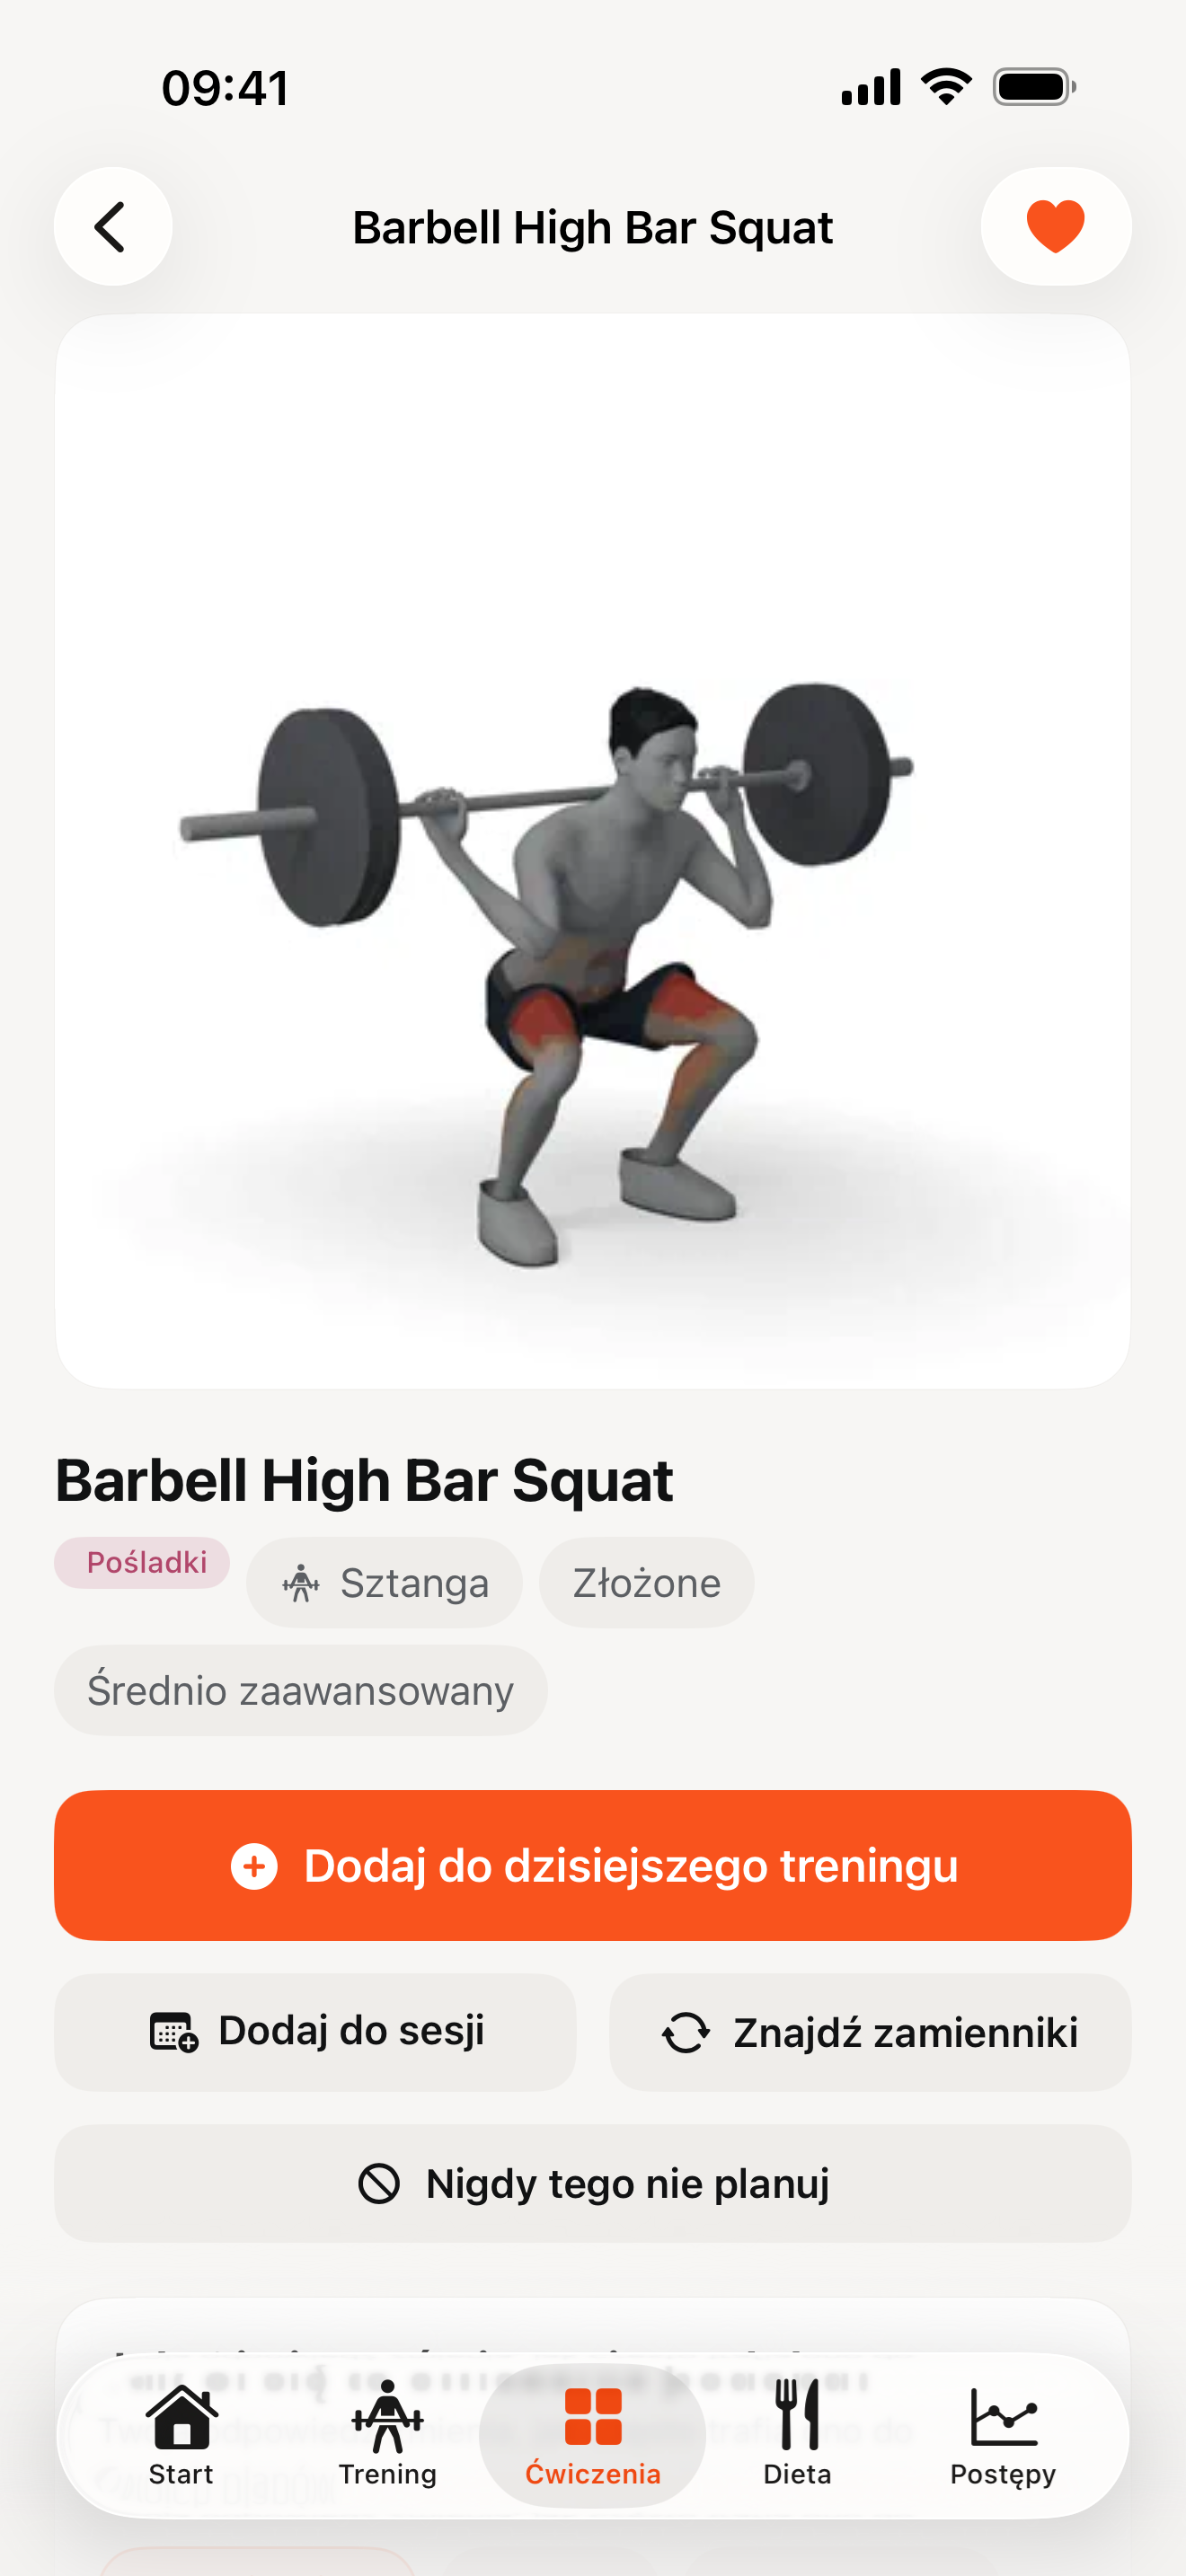 09:41
Barbell High Bar Squat
Barbell High Bar Squat
Pośladki
Sztanga
Złożone
Średnio zaawansowany
Dodaj do dzisiejszego treningu
Dodaj do sesji
Znajdź zamienniki
Nigdy tego nie planuj
Start
Trening
Ćwiczenia
Dieta
Postępy